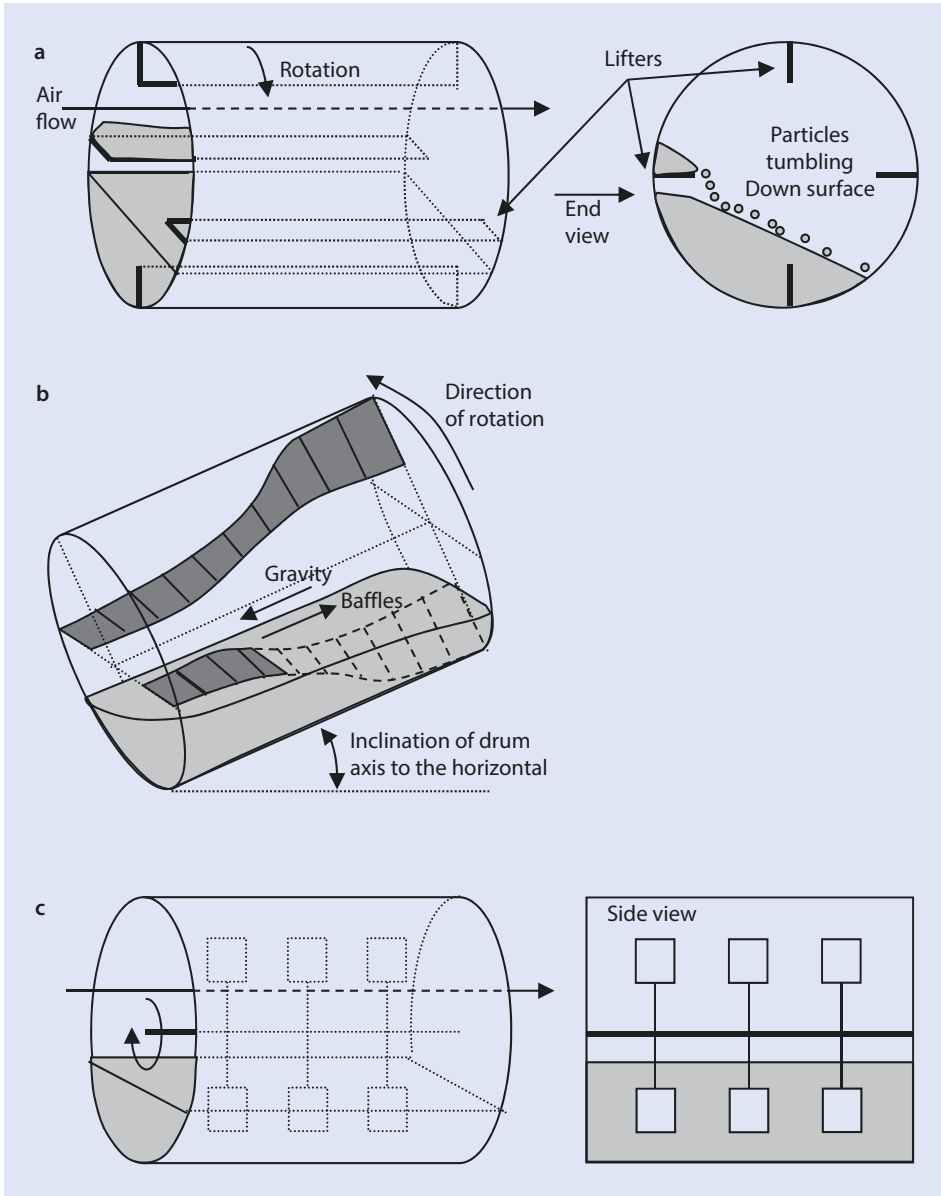 a
Rotation
Lifters
Air
flow
Particles
tumbling
Down surface
End
view
b
Direction
of rotation
Gravity
Baffles
Inclination of drum
axis to the horizontal
c
Side view